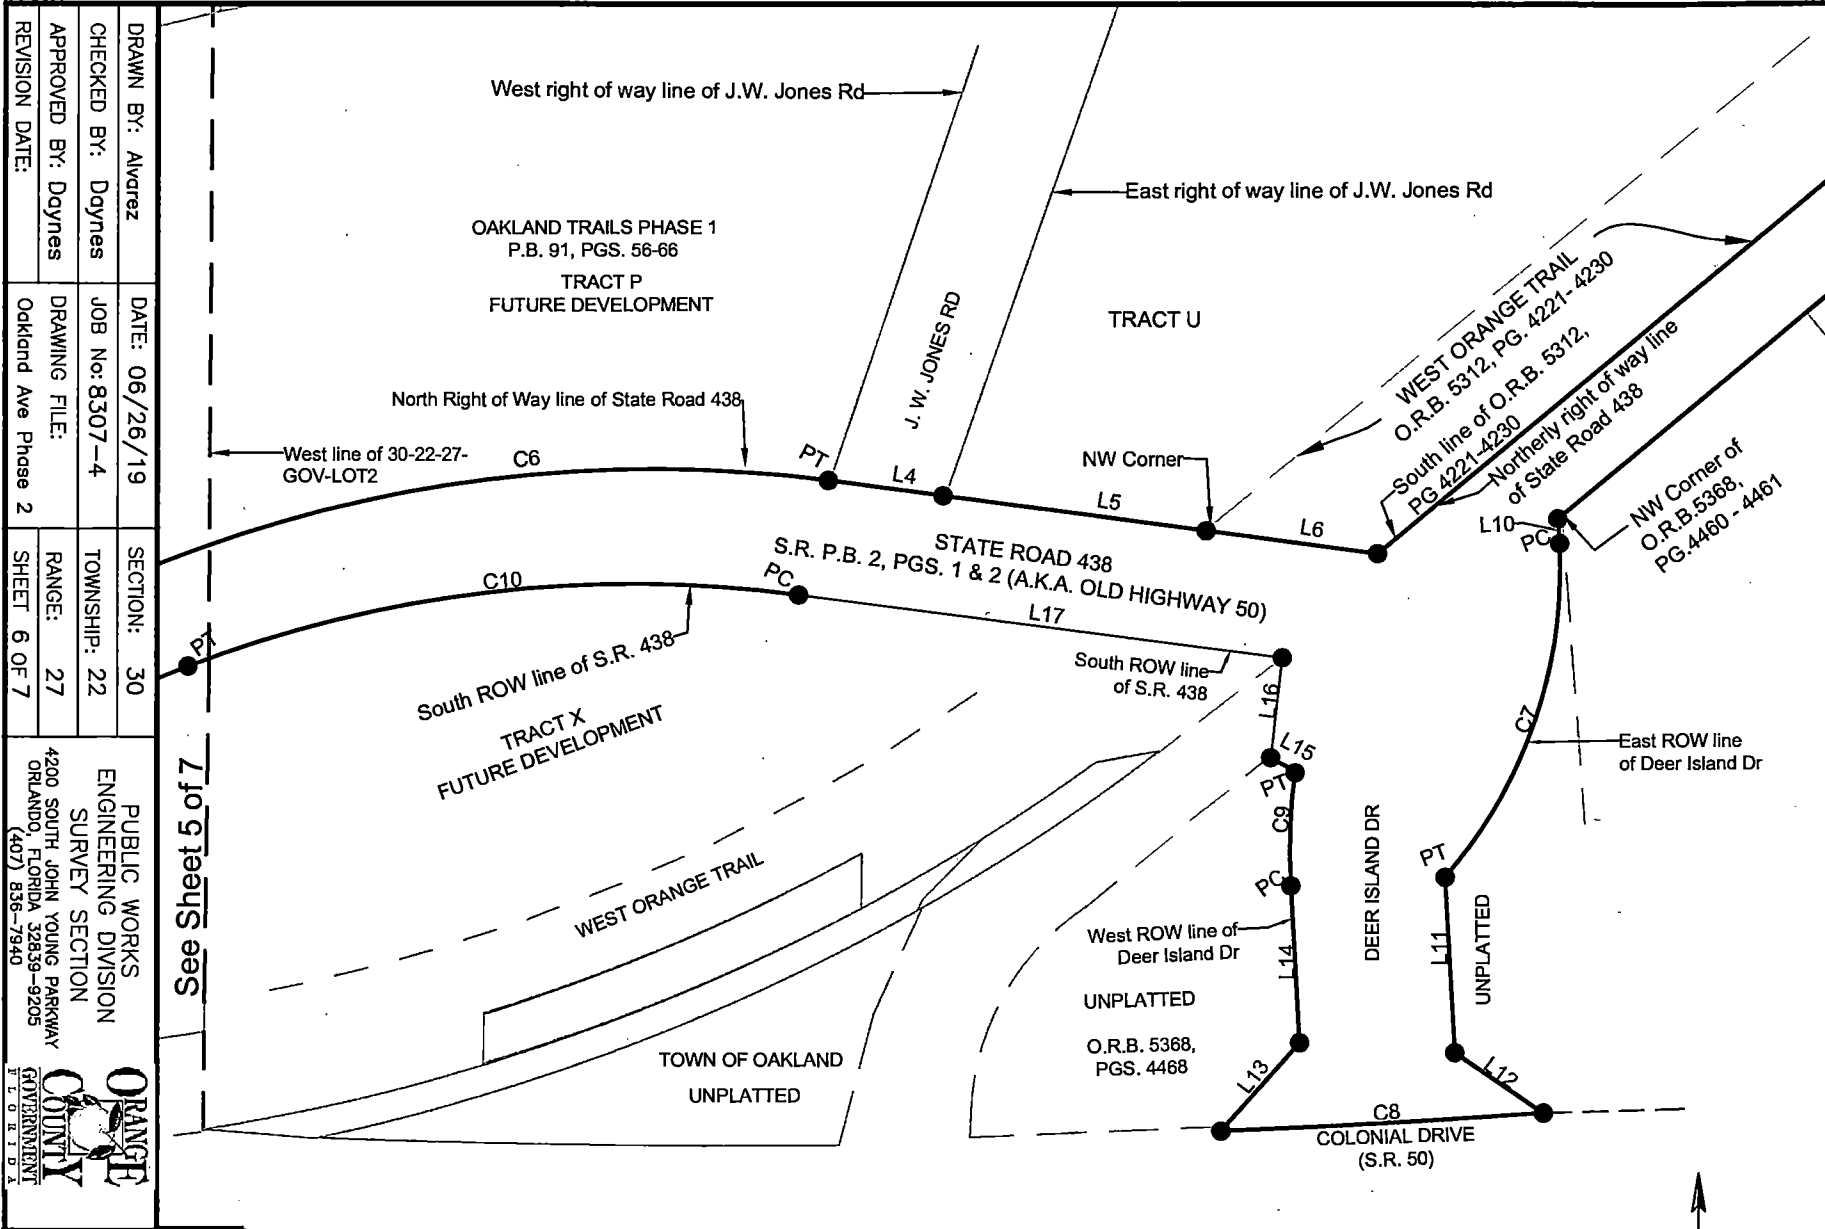 DRAWN BY: Alvarez
CHECKED BY: Daynes
APPROVED BY: Daynes
REVISION DATE:
DATE: 06/26/19
JOB No: 8307-4
DRAWING FILE:
Oakland Ave Phase 2
SECTION: 30
TOWNSHIP: 22
RANGE: 27
SHEET 6 OF 7
PUBLIC WORKS
ENGINEERING DIVISION
SURVEY SECTION
4200 SOUTH JOHN YOUNG PARKWAY
ORLANDO, FLORIDA 32839-9205
(407) 836-7940
ORANGE
COUNTY
GOVERNMENT
FLORIDA
See Sheet 5 of 7
West right of way line of J.W. Jones Rd
East right of way line of J.W. Jones Rd
OAKLAND TRAILS PHASE 1
P.B. 91, PGS. 56-66
TRACT P
FUTURE DEVELOPMENT
J. W. JONES RD
TRACT U
WEST ORANGE TRAIL
O.R.B. 5312, PG. 4221- 4230
South line of O.R.B. 5312,
PG 4221-4230
Northerly right of way line
of State Road 438
North Right of Way line of State Road 438
West line of 30-22-27-
GOV-LOT2
C6
PT
L4
L5
NW Corner
L6
L10
PC
NW Corner of
O.R.B.5368,
PG.4460 - 4461
STATE ROAD 438
S.R. P.B. 2, PGS. 1 & 2 (A.K.A. OLD HIGHWAY 50)
C10
PC
L17
PT
South ROW line of S.R. 438
South ROW line
of S.R. 438
L16
L15
PT
C9
PC
C7
East ROW line
of Deer Island Dr
TRACT X
FUTURE DEVELOPMENT
WEST ORANGE TRAIL
DEER ISLAND DR
PT
L11
UNPLATTED
West ROW line of
Deer Island Dr
L14
UNPLATTED
O.R.B. 5368,
PGS. 4468
TOWN OF OAKLAND
UNPLATTED
L13
L12
C8
COLONIAL DRIVE
(S.R. 50)